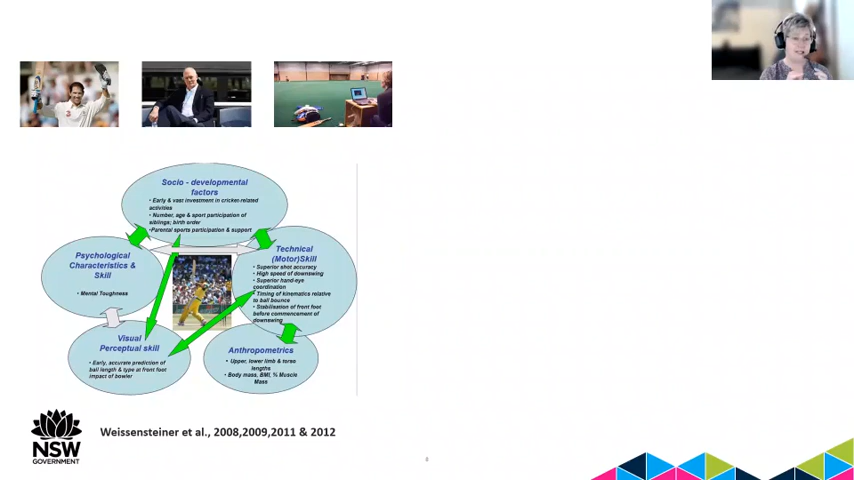 Socio - developmental
factors
• Early & vast investment in cricket-related
activities
• Number, age & sport participation of
siblings; birth order
•Parental sports participation & support
Psychological
Characteristics &
Skill
• Mental Toughness
Technical
(Motor)Skill
• Superior shot accuracy
• High speed of downswing
• Superior hand-eye
coordination
• Timing of kinematics relative
to ball bounce
• Stabilisation of front foot
before commencement of
downswing
Visual
Perceptual skill
• Early, accurate prediction of
ball length & type at front foot
impact of bowler
Anthropometrics
• Upper, lower limb & torso
lengths
• Body mass, BMI, % Muscle
Mass
Weissensteiner et al., 2008,2009,2011 & 2012
NSW
GOVERNMENT
6